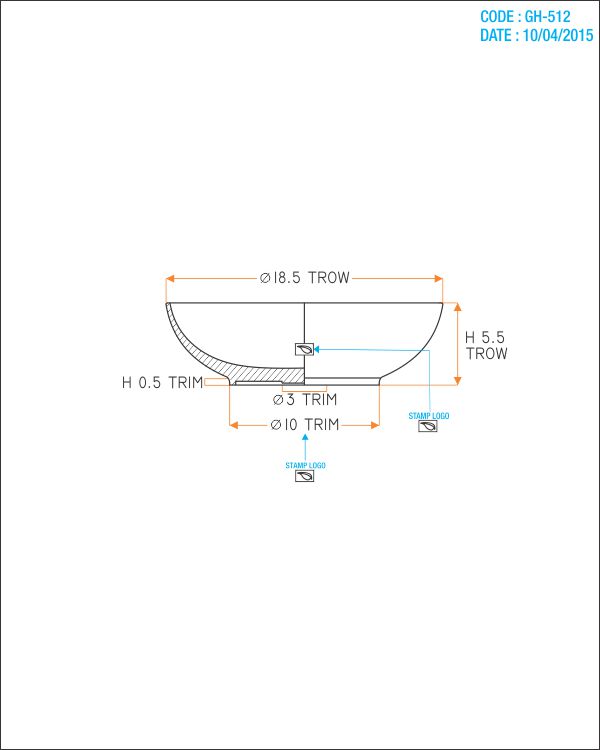 CODE : GH-512
DATE : 10/04/2015
Ø18.5 TROW
H 5.5
TROW
H 0.5 TRIM
Ø3 TRIM
STAMP LOGO
Ø10 TRIM
STAMP LOGO